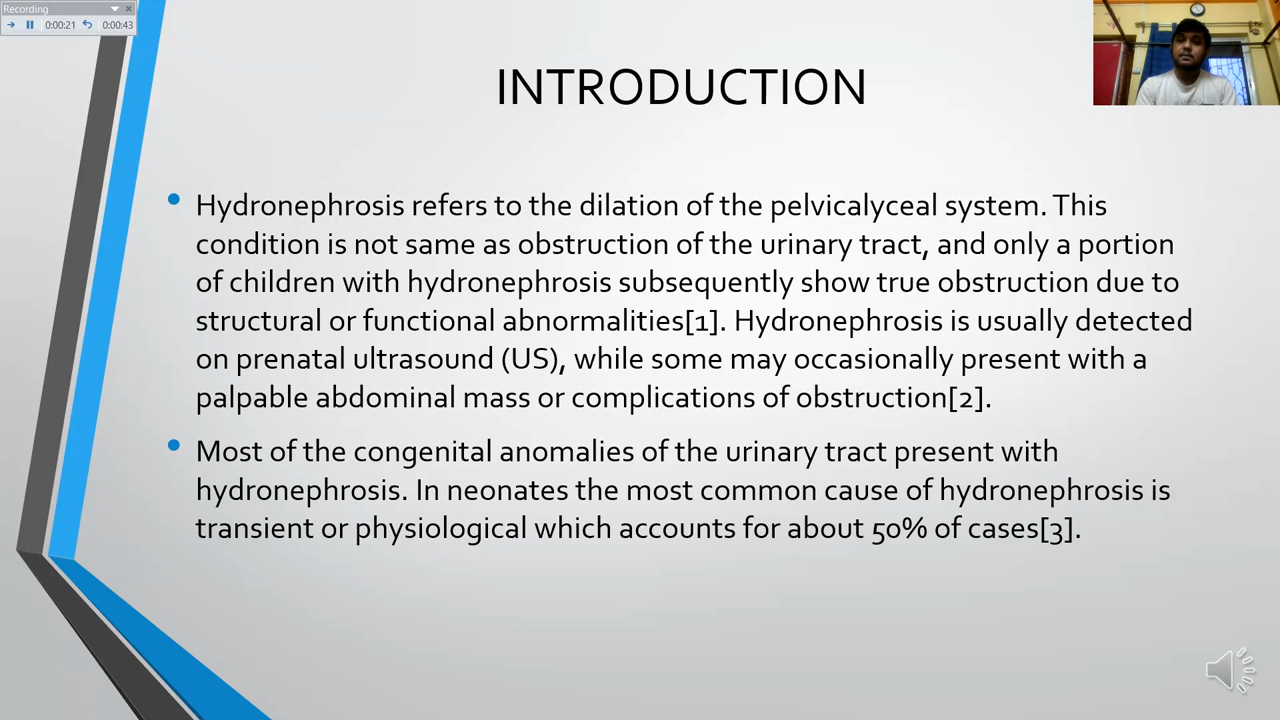 Recording
0:00:21 0:00:43
INTRODUCTION
• Hydronephrosis refers to the dilation of the pelvicalyceal system. This
condition is not same as obstruction of the urinary tract, and only a portion
of children with hydronephrosis subsequently show true obstruction due to
structural or functional abnormalities[1]. Hydronephrosis is usually detected
on prenatal ultrasound (US), while some may occasionally present with a
palpable abdominal mass or complications of obstruction[2].
• Most of the congenital anomalies of the urinary tract present with
hydronephrosis. In neonates the most common cause of hydronephrosis is
transient or physiological which accounts for about 50% of cases[3].